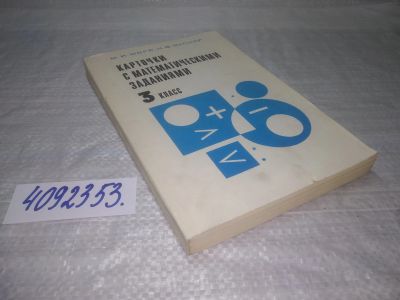 КАРТОЧКИ
С МАТЕМАТИЧЕСКИМИ
ЗАДАНИЯМИ
3 КЛАСС
+ −
> :
< :
4092353.